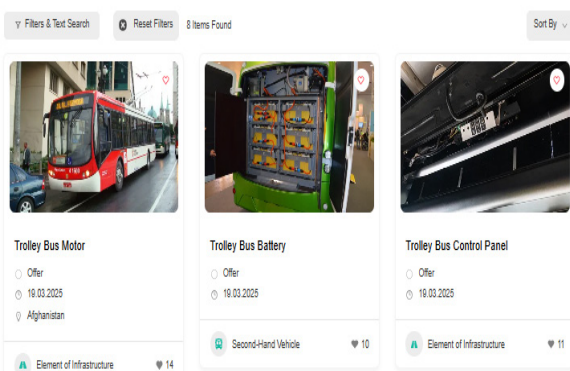 Filters & Text Search
Reset Filters
8 Items Found
Sort By
Trolley Bus Motor
Offer
19.03.2025
Afghanistan
Element of Infrastructure
14
Trolley Bus Battery
Offer
19.03.2025
Second-Hand Vehicle
10
Trolley Bus Control Panel
Offer
19.03.2025
Element of Infrastructure
11